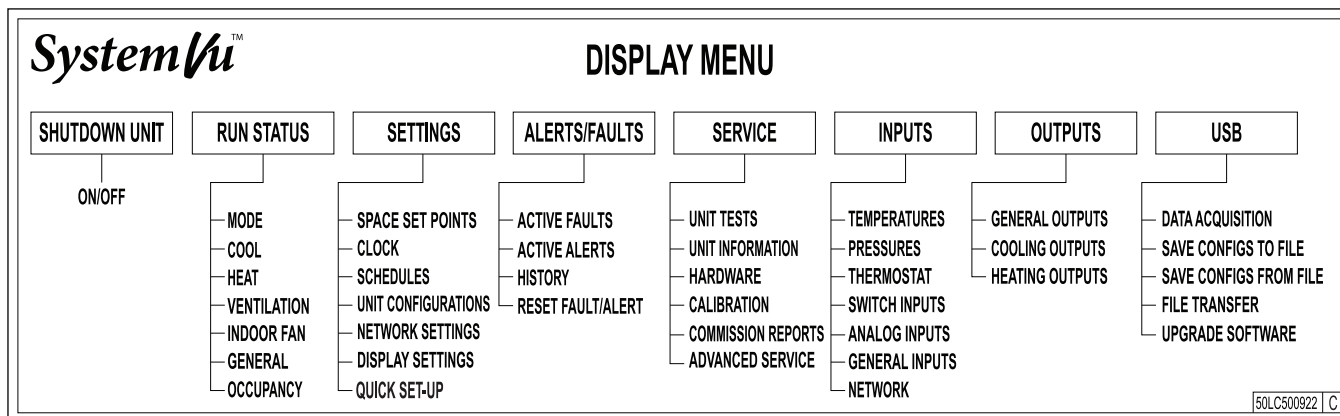 SystemVu™
DISPLAY MENU
SHUTDOWN UNIT
ON/OFF
RUN STATUS
MODE
COOL
HEAT
VENTILATION
INDOOR FAN
GENERAL
OCCUPANCY
SETTINGS
SPACE SET POINTS
CLOCK
SCHEDULES
UNIT CONFIGURATIONS
NETWORK SETTINGS
DISPLAY SETTINGS
QUICK SET-UP
ALERTS/FAULTS
ACTIVE FAULTS
ACTIVE ALERTS
HISTORY
RESET FAULT/ALERT
SERVICE
UNIT TESTS
UNIT INFORMATION
HARDWARE
CALIBRATION
COMMISSION REPORTS
ADVANCED SERVICE
INPUTS
TEMPERATURES
PRESSURES
THERMOSTAT
SWITCH INPUTS
ANALOG INPUTS
GENERAL INPUTS
NETWORK
OUTPUTS
GENERAL OUTPUTS
COOLING OUTPUTS
HEATING OUTPUTS
USB
DATA ACQUISITION
SAVE CONFIGS TO FILE
SAVE CONFIGS FROM FILE
FILE TRANSFER
UPGRADE SOFTWARE
50LC500922 C